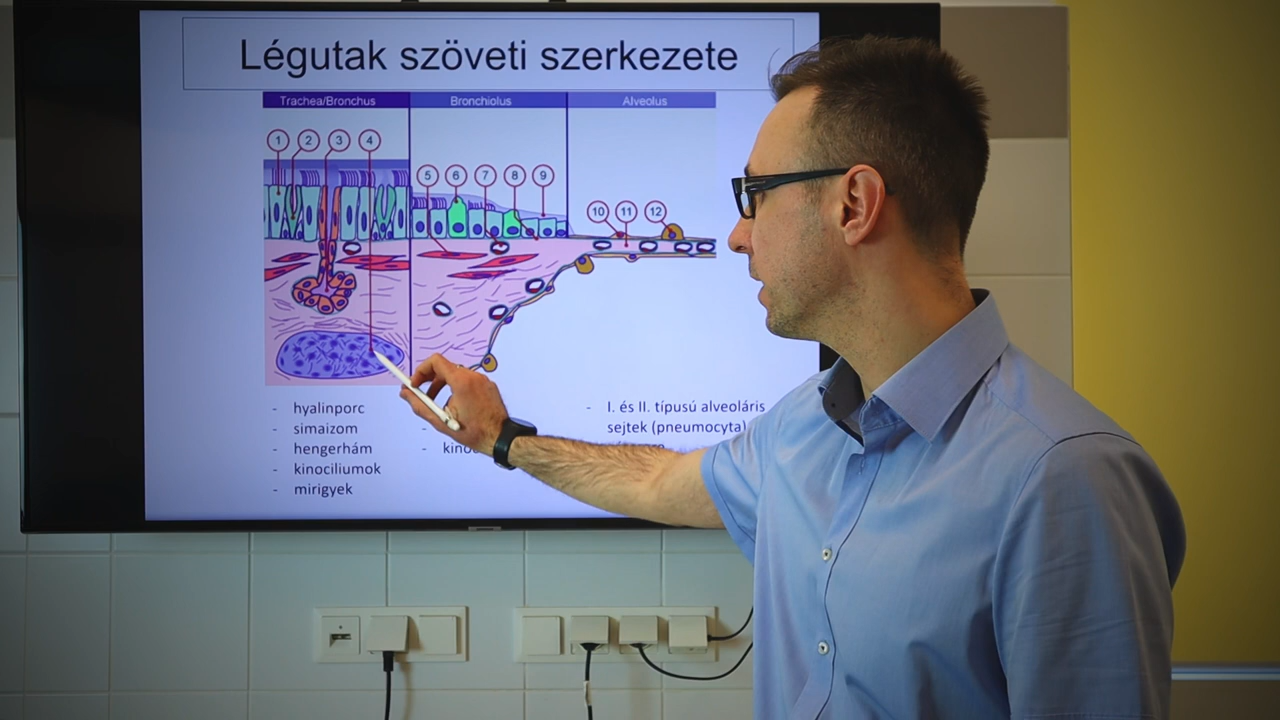 Légutak szöveti szerkezete
Trachea/Bronchus Bronchiolus Alveolus
1 2 3 4
5 6 7 8 9
10 11 12
- hyalinporc
- simaizom
- hengerhám
- kinociliumok
- mirigyek
-
- kino
- I. és II. típusú alveoláris
sejtek (pneumocyta)